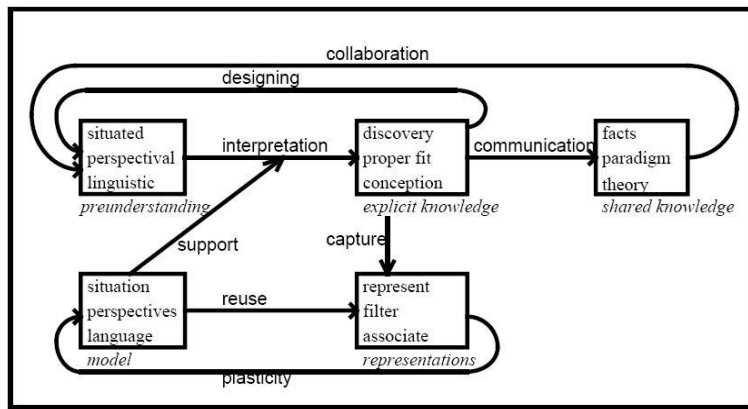 collaboration
designing
situated
perspectival
linguistic
preunderstanding
interpretation
discovery
proper fit
conception
explicit knowledge
communication
facts
paradigm
theory
shared knowledge
support
capture
situation
perspectives
language
model
reuse
represent
filter
associate
representations
plasticity